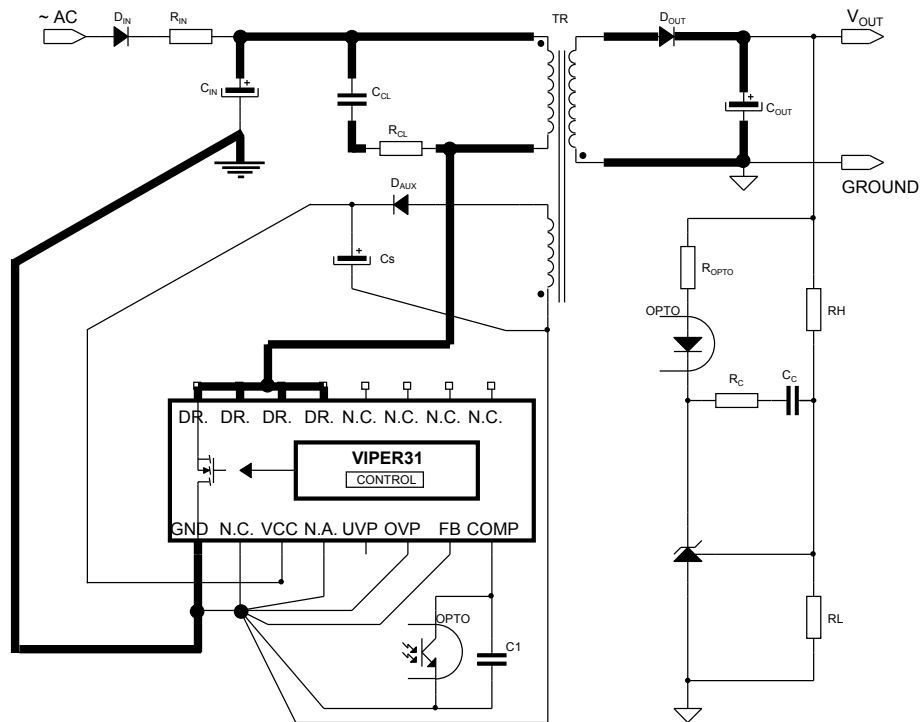 ~ AC
D_IN
R_IN
TR
D_OUT
V_OUT
C_IN
+
C_CL
+
C_OUT
R_CL
GROUND
D_AUX
+
Cs
R_OPTO
OPTO
RH
R_C
C_C
DR. DR. DR. DR. N.C. N.C. N.C. N.C.
VIPER31
CONTROL
GND N.C. VCC N.A. UVP OVP FB COMP
OPTO
C1
RL